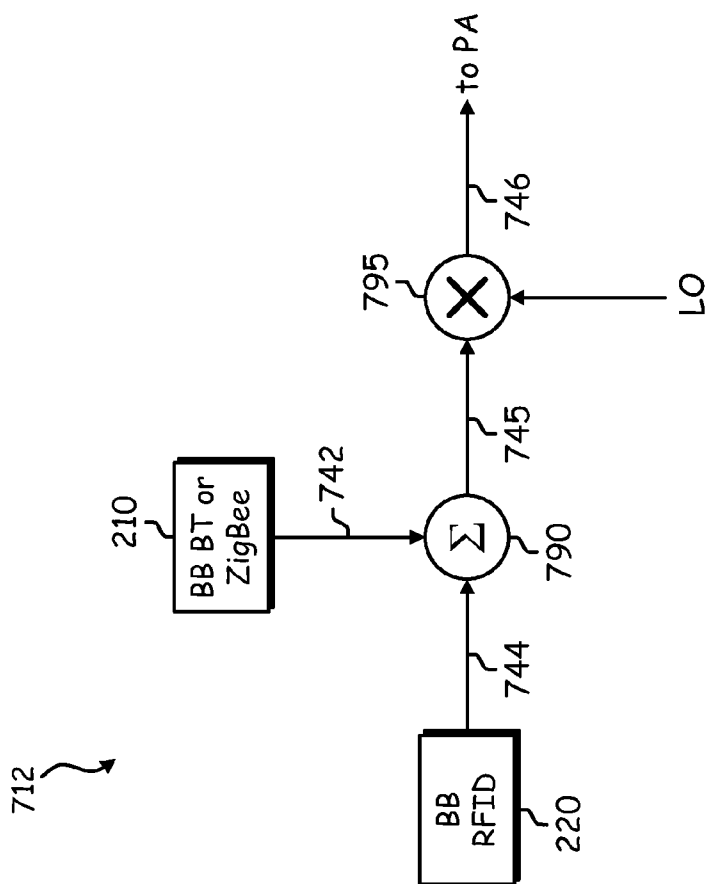 712
210
BB BT or
ZigBee
742
BB
RFID
220
744
Σ
790
745
795
X
746
to PA
LO